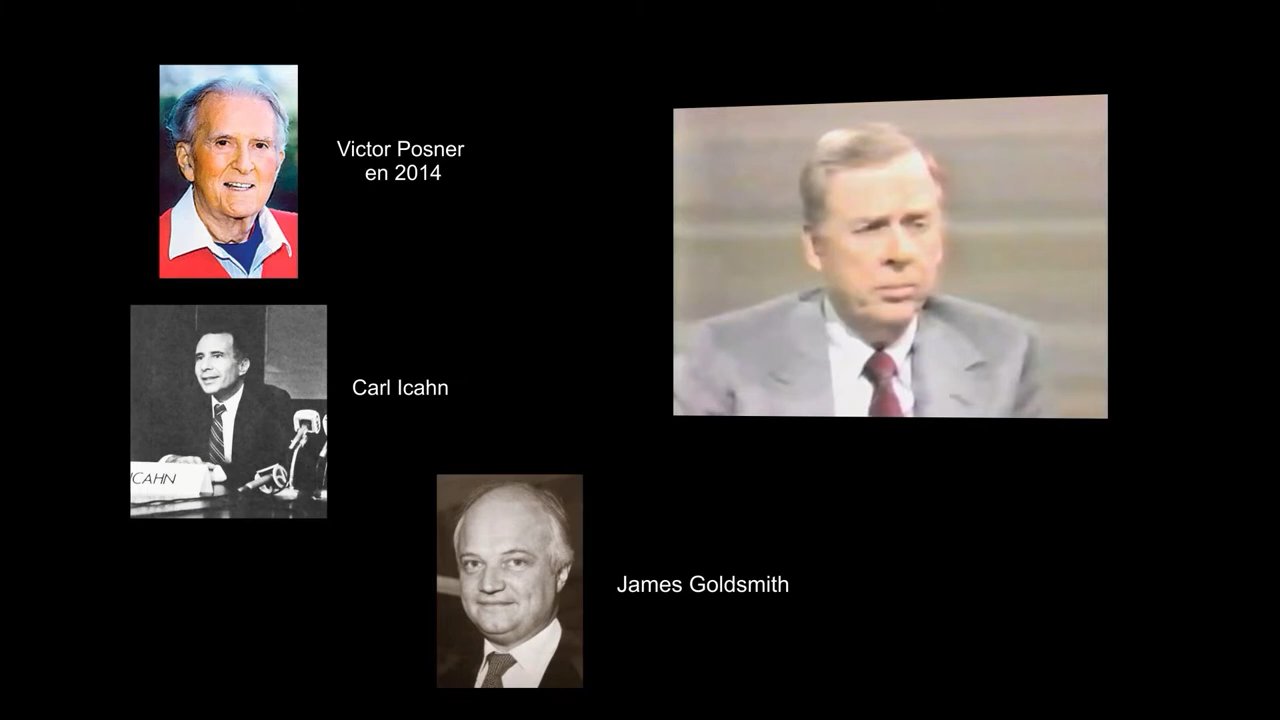 Victor Posner
en 2014
Carl Icahn
ICAHN
James Goldsmith